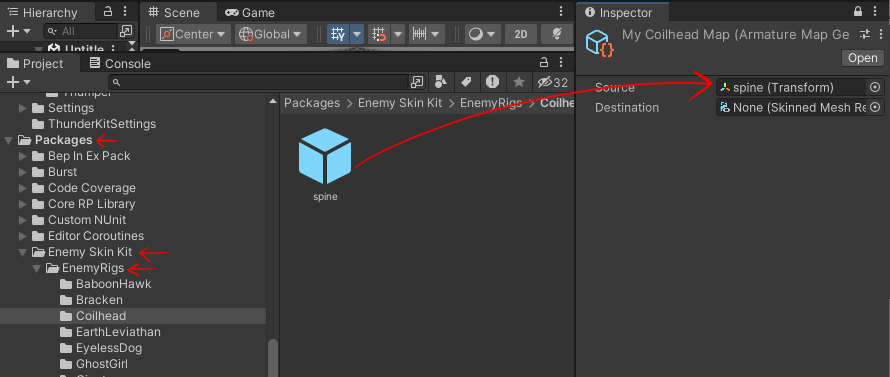 Hierarchy
All
Untitle
Scene
Game
Center
Global
2D
Project
Console
32
Thumper
Settings
ThunderKitSettings
Packages
Bep In Ex Pack
Burst
Code Coverage
Core RP Library
Custom NUnit
Editor Coroutines
Enemy Skin Kit
EnemyRigs
BaboonHawk
Bracken
Coilhead
EarthLeviathan
EyelessDog
GhostGirl
Packages > Enemy Skin Kit > EnemyRigs > Coilhea
spine
Inspector
My Coilhead Map (Armature Map Ge
Open
Source spine (Transform)
Destination None (Skinned Mesh Re